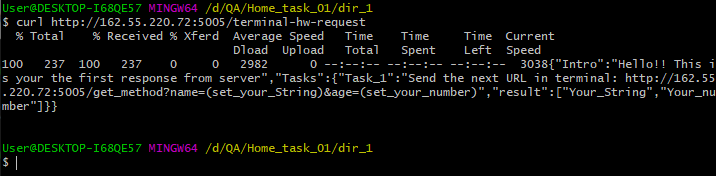 User@DESKTOP-I68QE57 MINGW64 /d/QA/Home_task_01/dir_1
$ curl http://162.55.220.72:5005/terminal-hw-request
  % Total    % Received % Xferd  Average Speed   Time    Time     Time  Current
                                 Dload  Upload   Total   Spent    Left  Speed
100   237  100   237    0     0   2982      0 --:--:-- --:--:-- --:--:--  3038{"Intro":"Hello!! This i
s your the first response from server","Tasks":{"Task_1":"Send the next URL in terminal: http://162.55
.220.72:5005/get_method?name=(set_your_String)&age=(set_your_number)","result":["Your_String","Your_nu
mber"]}}
User@DESKTOP-I68QE57 MINGW64 /d/QA/Home_task_01/dir_1
$